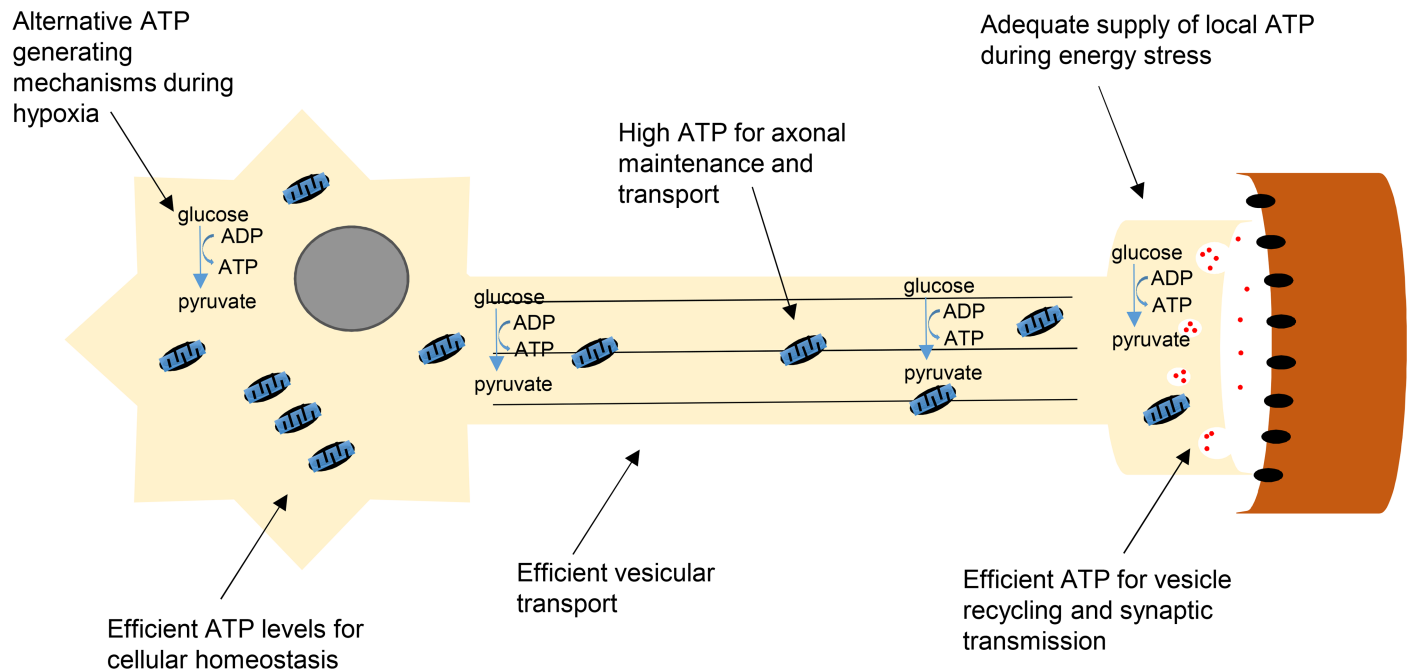 Alternative ATP
generating
mechanisms during
hypoxia
glucose
ADP
ATP
pyruvate
Efficient ATP levels for
cellular homeostasis
High ATP for axonal
maintenance and
transport
glucose
ADP
ATP
pyruvate
glucose
ADP
ATP
pyruvate
Efficient vesicular
transport
Adequate supply of local ATP
during energy stress
glucose
ADP
ATP
pyruvate
Efficient ATP for vesicle
recycling and synaptic
transmission